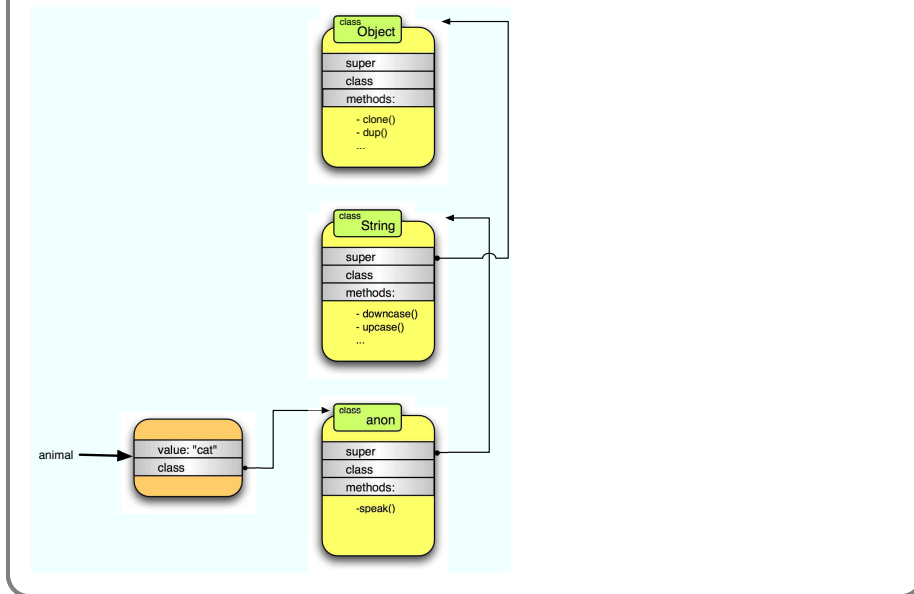 class
Object
super
class
methods:
- clone()
- dup()
...
class
String
super
class
methods:
- downcase()
- upcase()
...
animal
value: "cat"
class
class
anon
super
class
methods:
-speak()